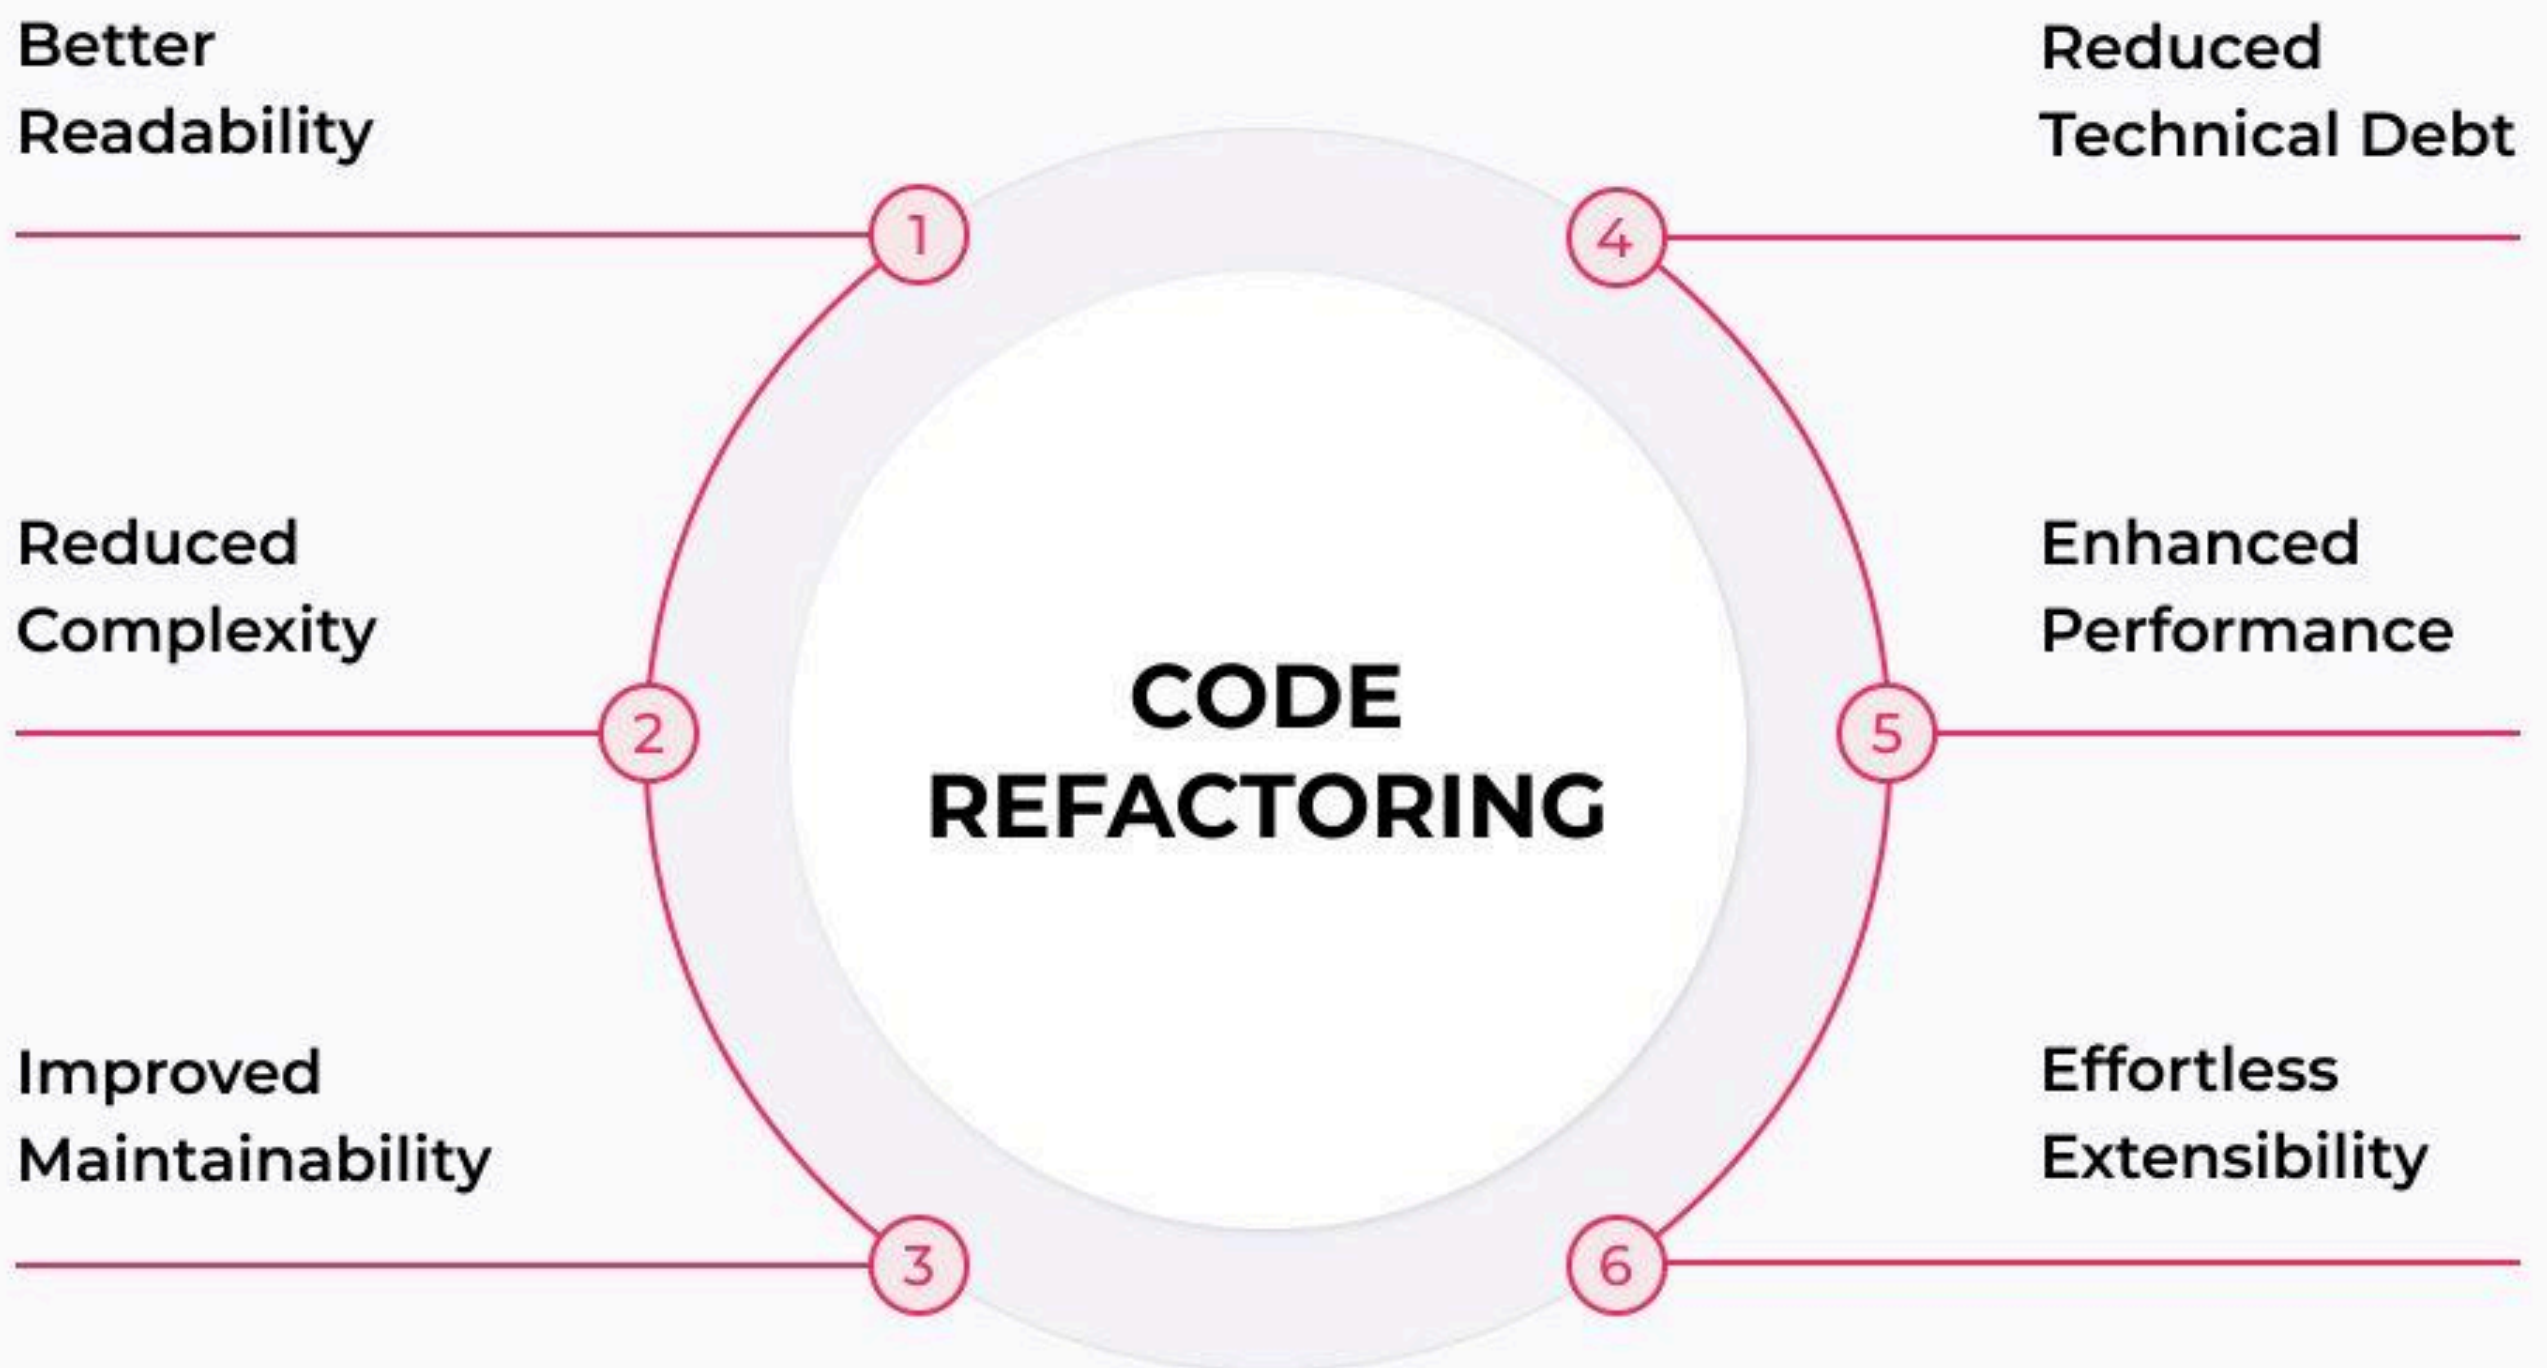 Better
Readability
1
Reduced
Complexity
2
Improved
Maintainability
3
CODE
REFACTORING
Reduced
Technical Debt
4
Enhanced
Performance
5
Effortless
Extensibility
6